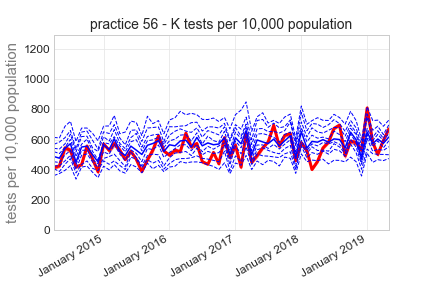 practice 56 - K tests per 10,000 population
tests per 10,000 population
1200
1000
800
600
400
200
0
January 2015
January 2016
January 2017
January 2018
January 2019